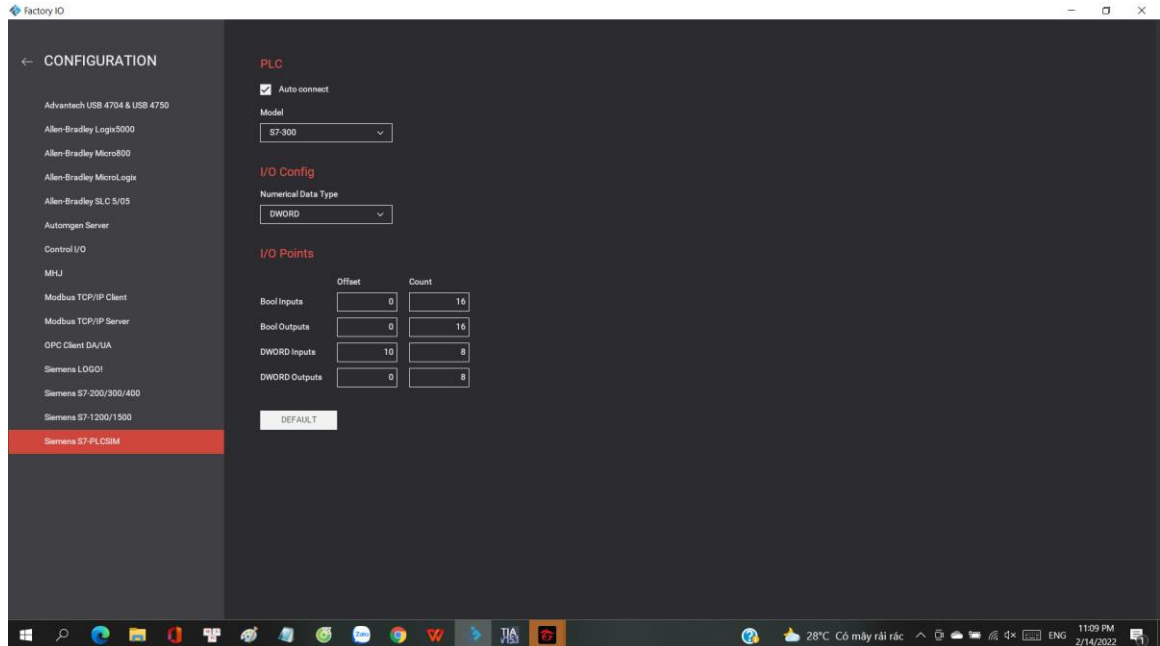 Factory IO
← CONFIGURATION
Advantech USB 4704 & USB 4750
Allen-Bradley Logix5000
Allen-Bradley Micro800
Allen-Bradley MicroLogix
Allen-Bradley SLC 5/05
Automgen Server
Control I/O
MHJ
Modbus TCP/IP Client
Modbus TCP/IP Server
OPC Client DA/UA
Siemens LOGO!
Siemens S7-200/300/400
Siemens S7-1200/1500
Siemens S7-PLCSIM
PLC
Auto connect
Model
S7-300
I/O Config
Numerical Data Type
DWORD
I/O Points
Offset Count
Bool Inputs 0 16
Bool Outputs 0 16
DWORD Inputs 10 8
DWORD Outputs 0 8
DEFAULT
Zalo
TIA
28°C Có mây rải rác
ENG
11:09 PM
2/14/2022